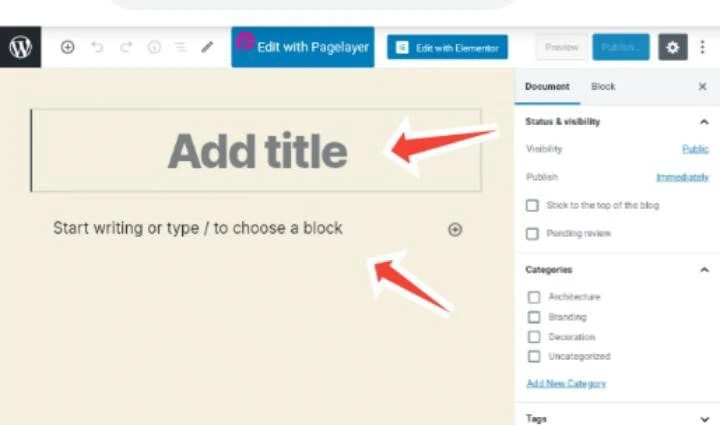 Edit with Pagelayer
Edit with Elementor
Preview
Publish...
Document Block
Status & visibility
Visibility Public
Publish Immediately
Stick to the top of the blog
Pending review
Add title
Start writing or type / to choose a block
Categories
Architecture
Branding
Decoration
Uncategorized
Add New Category
Tags